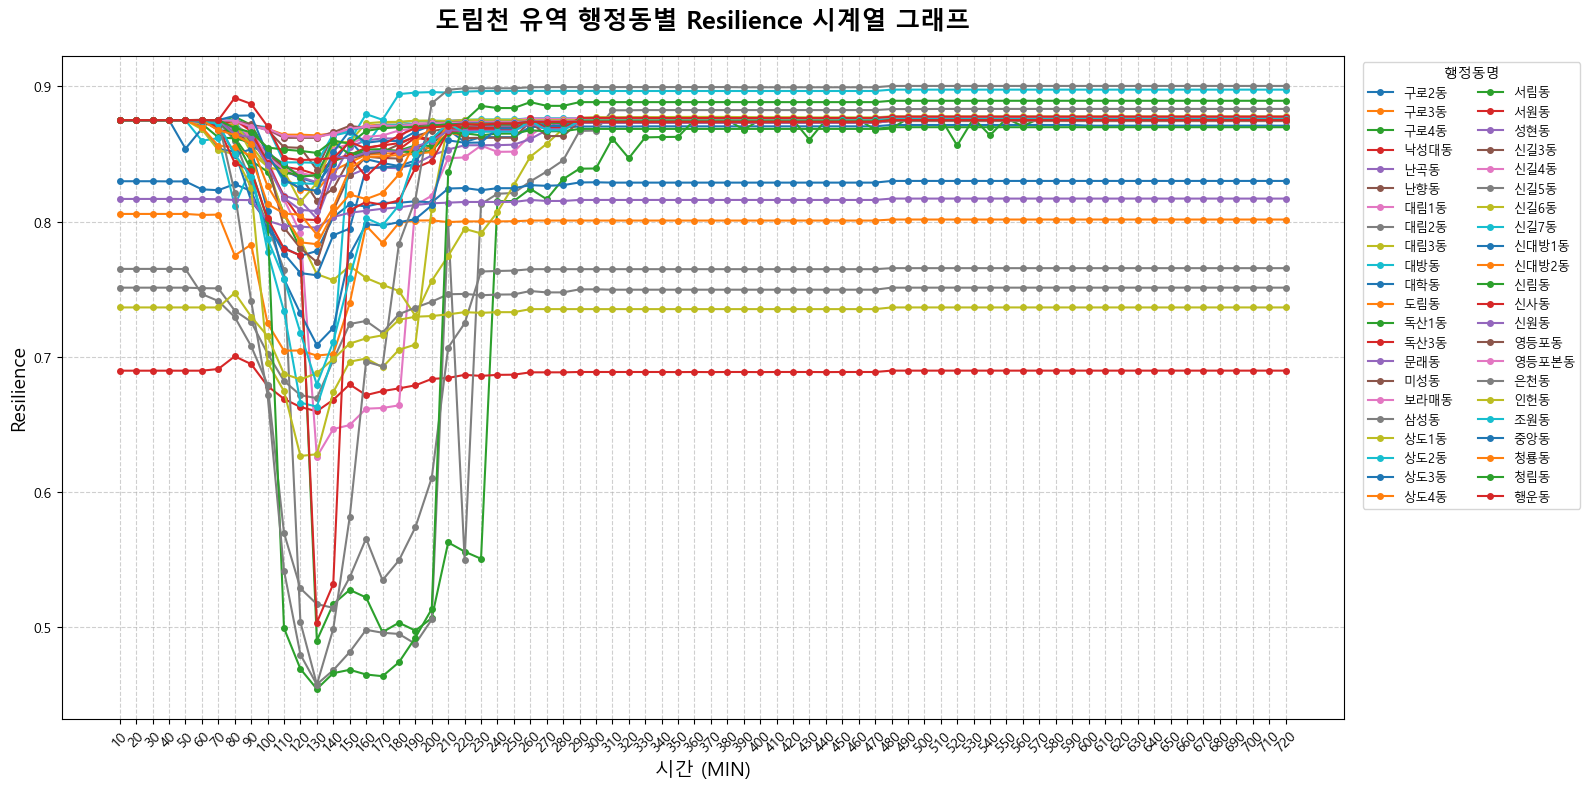 도림천 유역 행정동별 Resilience 시계열 그래프
Resilience
0.9
0.8
0.7
0.6
0.5
10 20 30 40 50 60 70 80 90 100 110 120 130 140 150 160 170 180 190 200 210 220 230 240 250 260 270 280 290 300 310 320 330 340 350 360 370 380 390 400 410 420 430 440 450 460 470 480 490 500 510 520 530 540 550 560 570 580 590 600 610 620 630 640 650 660 670 680 690 700 710 720
시간 (MIN)
행정동명
구로2동 서림동
구로3동 서원동
구로4동 성현동
낙성대동 신길3동
난곡동 신길4동
난향동 신길5동
대림1동 신길6동
대림2동 신길7동
대림3동 신대방1동
대방동 신대방2동
대학동 신림동
도림동 신사동
독산1동 신원동
독산3동 영등포동
문래동 영등포본동
미성동 은천동
보라매동 인헌동
삼성동 조원동
상도1동 중앙동
상도2동 청룡동
상도3동 청림동
상도4동 행운동